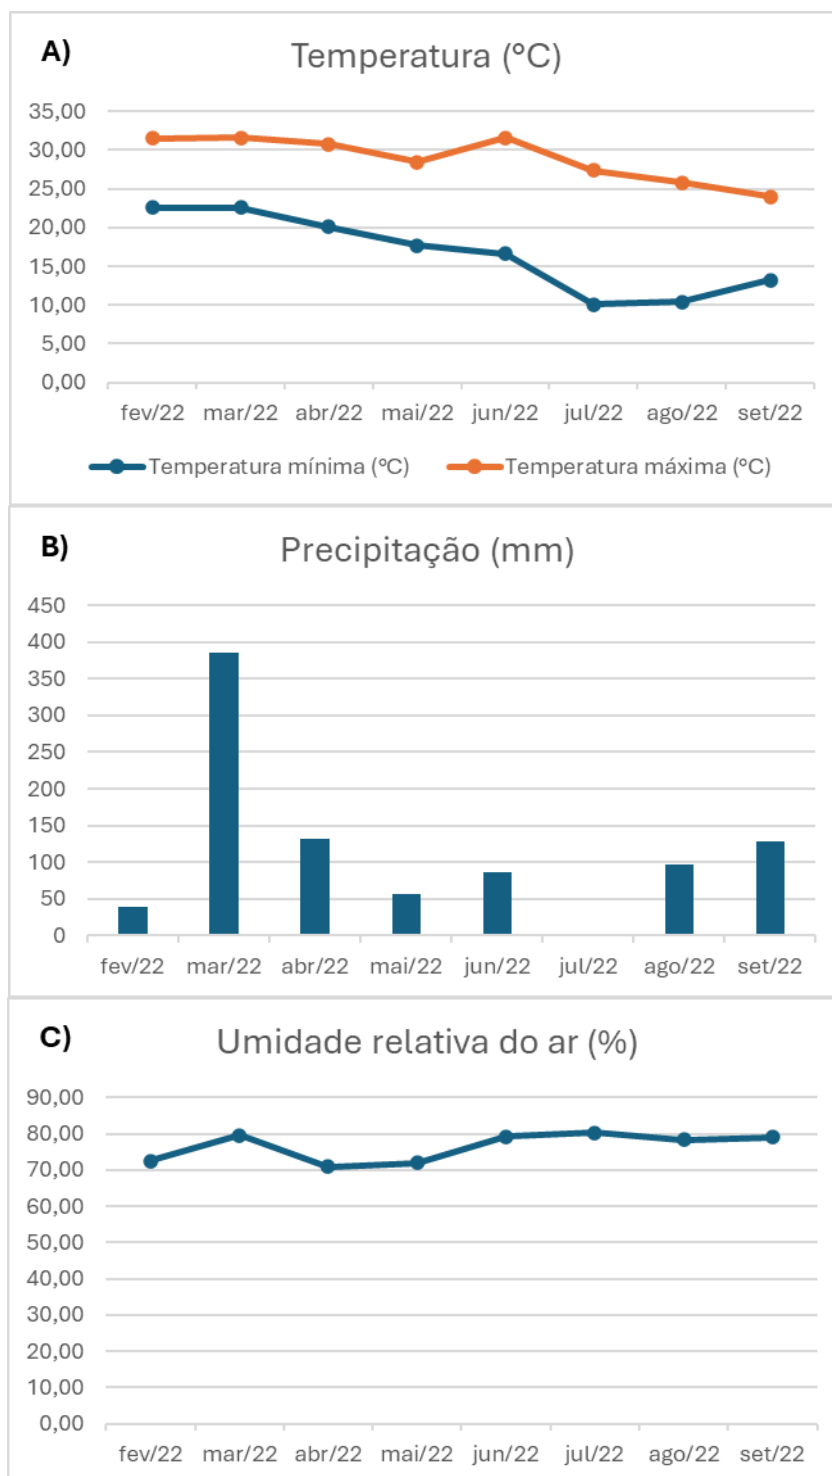 A)
Temperatura (°C)
35,00
30,00
25,00
20,00
15,00
10,00
5,00
0,00
fev/22 mar/22 abr/22 mai/22 jun/22 jul/22 ago/22 set/22
Temperatura mínima (°C) Temperatura máxima (°C)
B)
Precipitação (mm)
450
400
350
300
250
200
150
100
50
0
fev/22 mar/22 abr/22 mai/22 jun/22 jul/22 ago/22 set/22
C)
Umidade relativa do ar (%)
90,00
80,00
70,00
60,00
50,00
40,00
30,00
20,00
10,00
0,00
fev/22 mar/22 abr/22 mai/22 jun/22 jul/22 ago/22 set/22